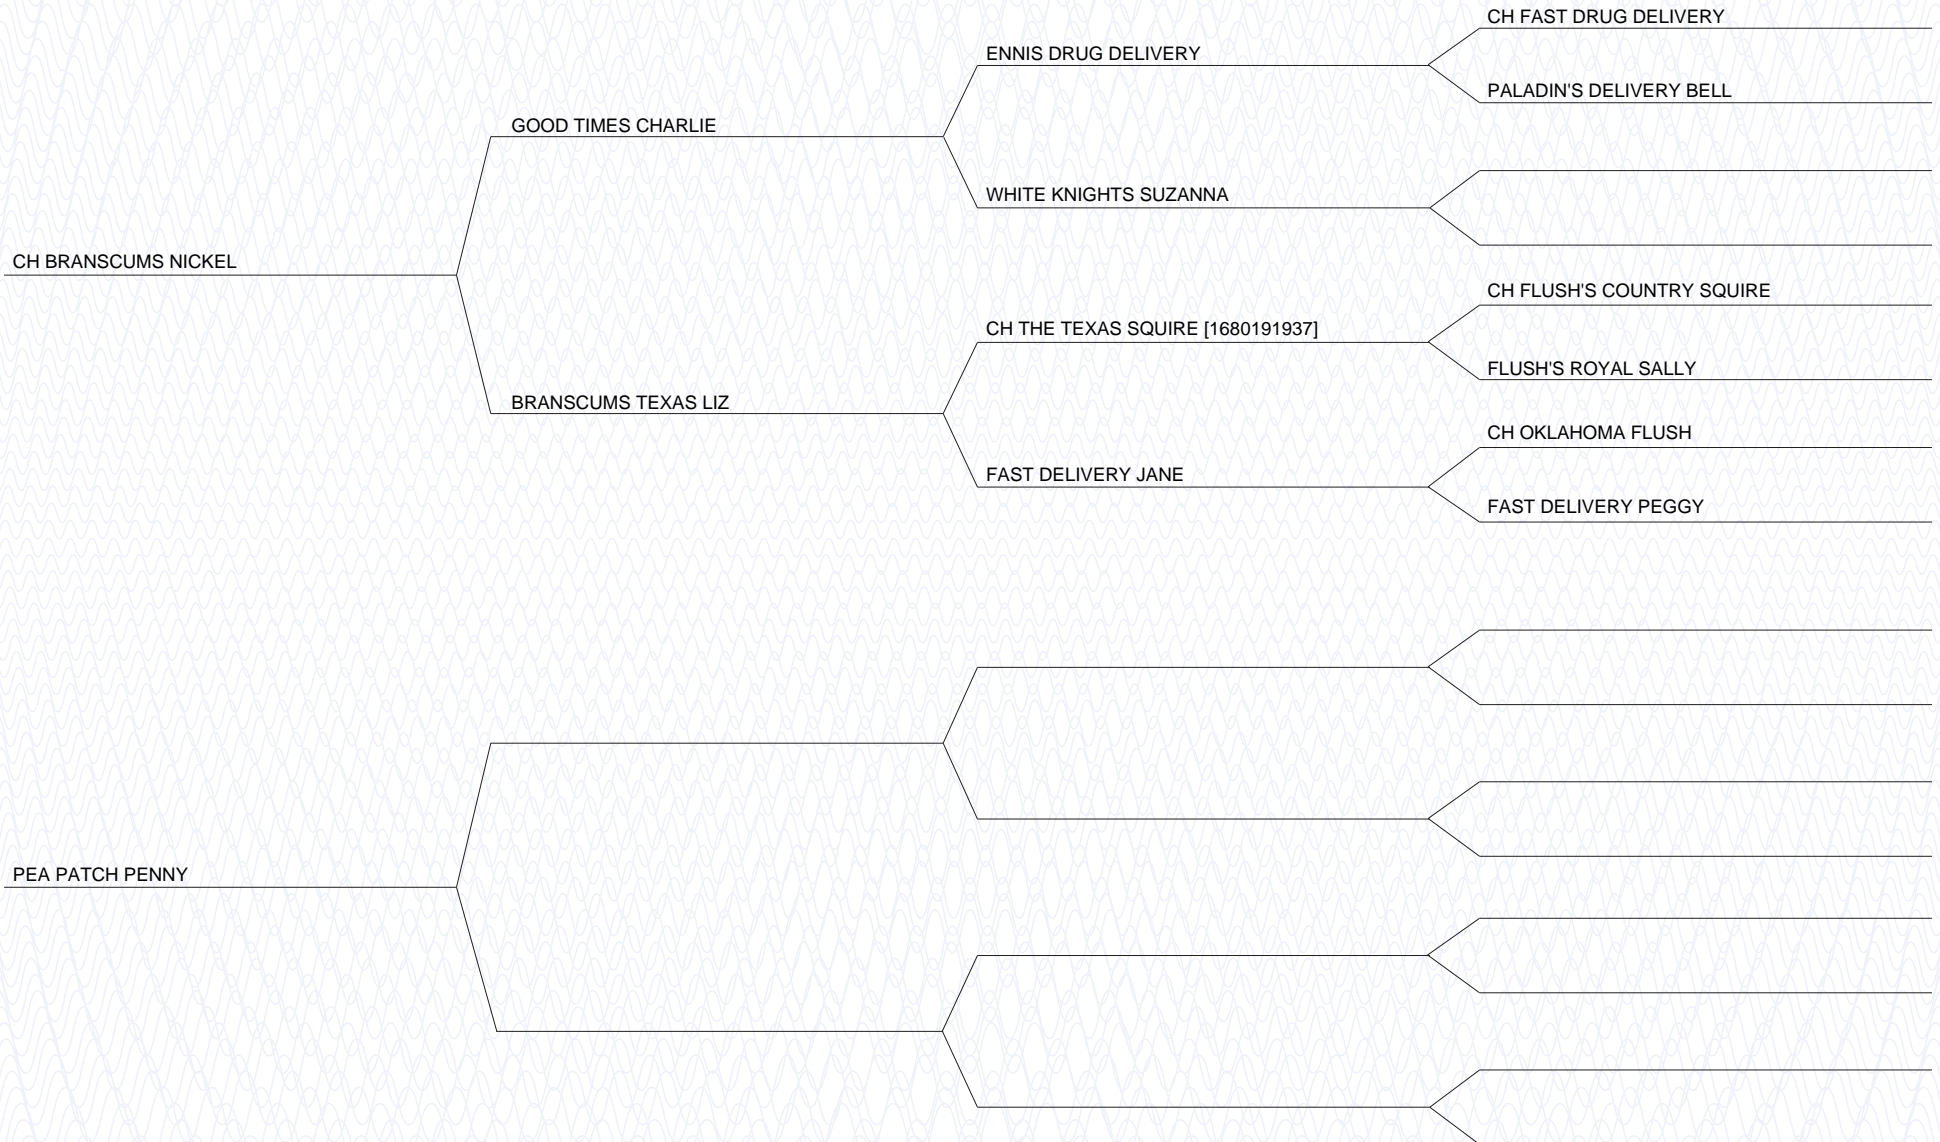 CH FAST DRUG DELIVERY
ENNIS DRUG DELIVERY
PALADIN'S DELIVERY BELL
GOOD TIMES CHARLIE
WHITE KNIGHTS SUZANNA
CH BRANSCUMS NICKEL
CH FLUSH'S COUNTRY SQUIRE
CH THE TEXAS SQUIRE [1680191937]
FLUSH'S ROYAL SALLY
BRANSCUMS TEXAS LIZ
CH OKLAHOMA FLUSH
FAST DELIVERY JANE
FAST DELIVERY PEGGY
PEA PATCH PENNY